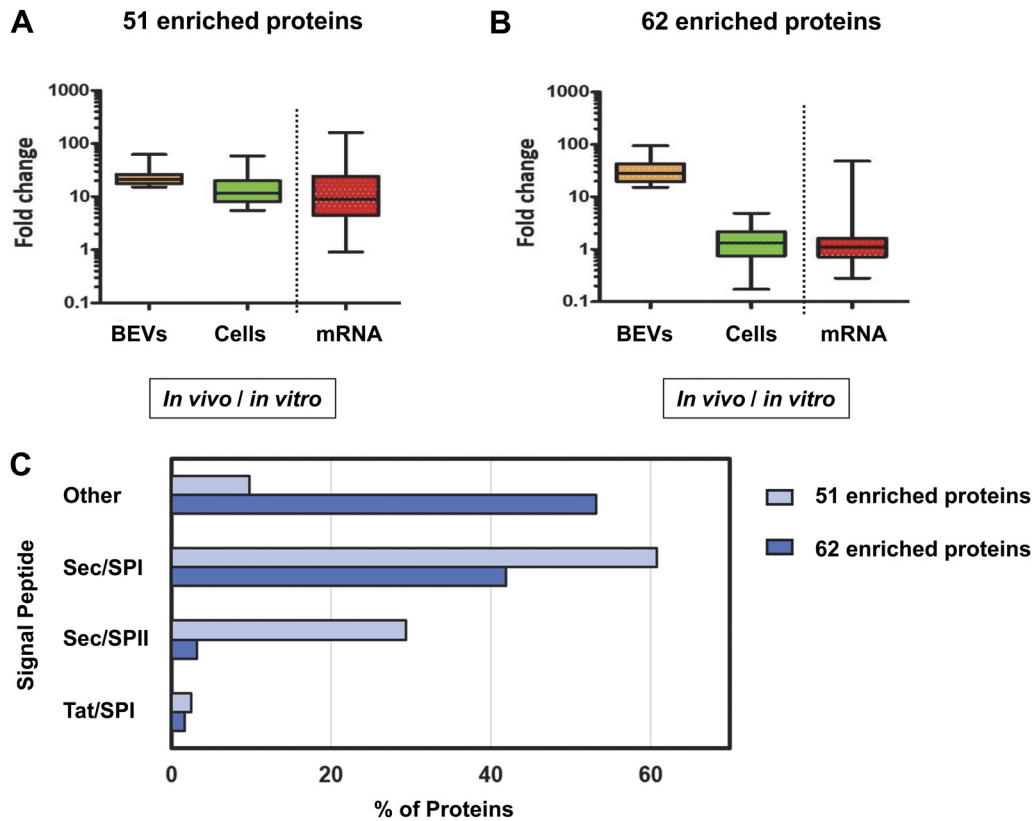 A 51 enriched proteins
B 62 enriched proteins
Fold change
1000
100
10
1
0.1
BEVs Cells mRNA
In vivo / in vitro
Fold change
1000
100
10
1
0.1
BEVs Cells mRNA
In vivo / in vitro
C
Signal Peptide
Other
Sec/SPI
Sec/SPII
Tat/SPI
0 20 40 60
% of Proteins
51 enriched proteins
62 enriched proteins